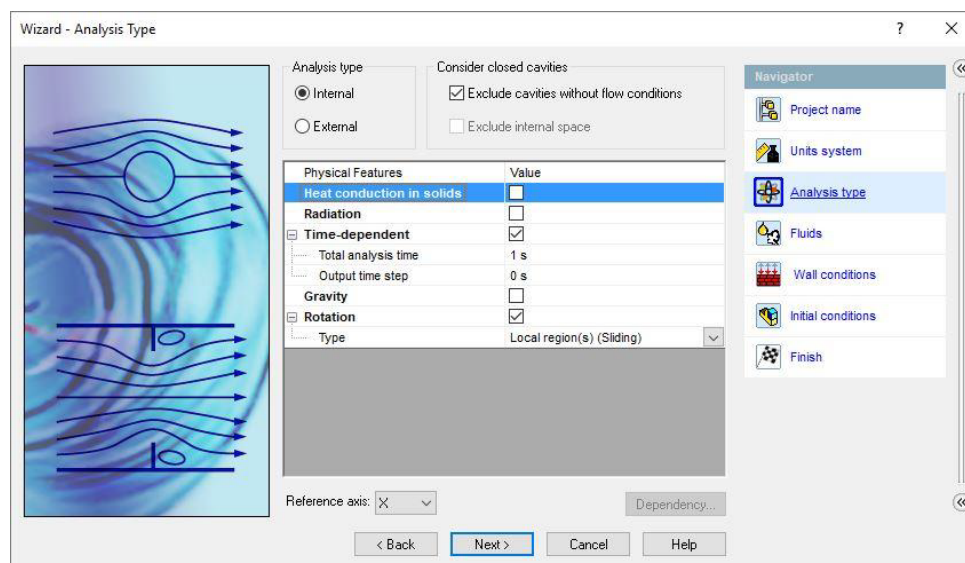 Wizard - Analysis Type
?
Analysis type
Internal
External
Consider closed cavities
Exclude cavities without flow conditions
Exclude internal space
Physical Features Value
Heat conduction in solids
Radiation
Time-dependent
Total analysis time 1 s
Output time step 0 s
Gravity
Rotation
Type Local region(s) (Sliding)
Reference axis: X
Dependency...
< Back Next > Cancel Help
Navigator
Project name
Units system
Analysis type
Fluids
Wall conditions
Initial conditions
Finish